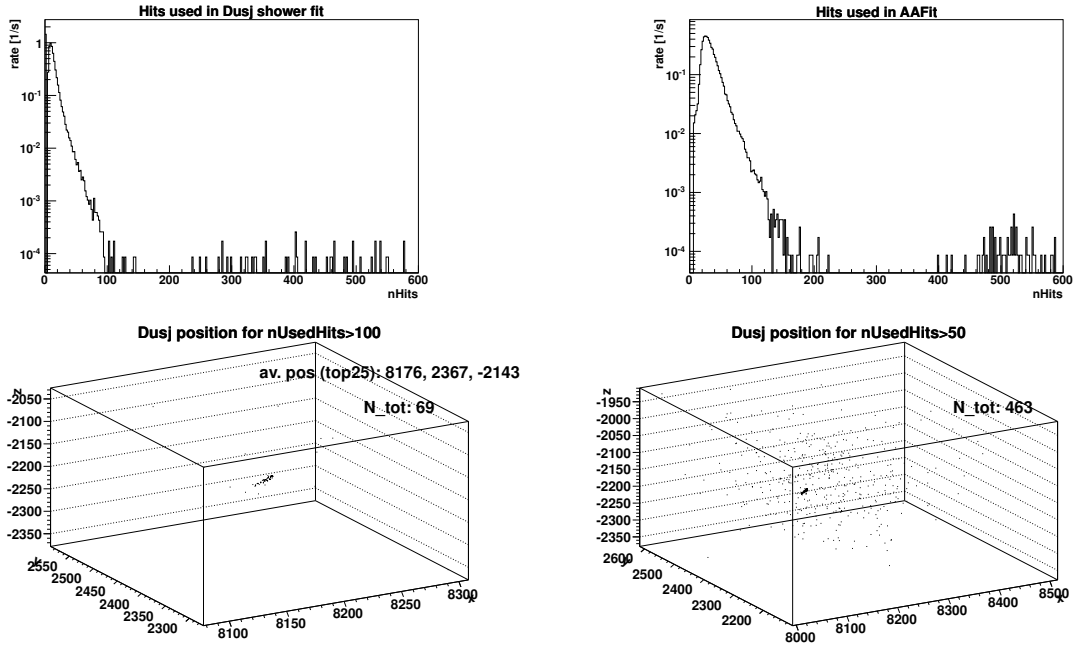 Hits used in Dusj shower fit
rate [1/s]
1
10-1
10-2
10-3
10-4
0 100 200 300 400 500 600
nHits
Hits used in AAFit
rate [1/s]
10-1
10-2
10-3
10-4
0 100 200 300 400 500 600
nHits
Dusj position for nUsedHits>100
av. pos (top25): 8176, 2367, -2143
N_tot: 69
z
-2050
-2100
-2150
-2200
-2250
-2300
-2350
y
2550
2500
2450
2400
2350
2300
8100 8150 8200 8250 8300
x
Dusj position for nUsedHits>50
N_tot: 463
z
-1950
-2000
-2050
-2100
-2150
-2200
-2250
-2300
-2350
y
2600
2500
2400
2300
2200
8000 8100 8200 8300 8400 8500
x